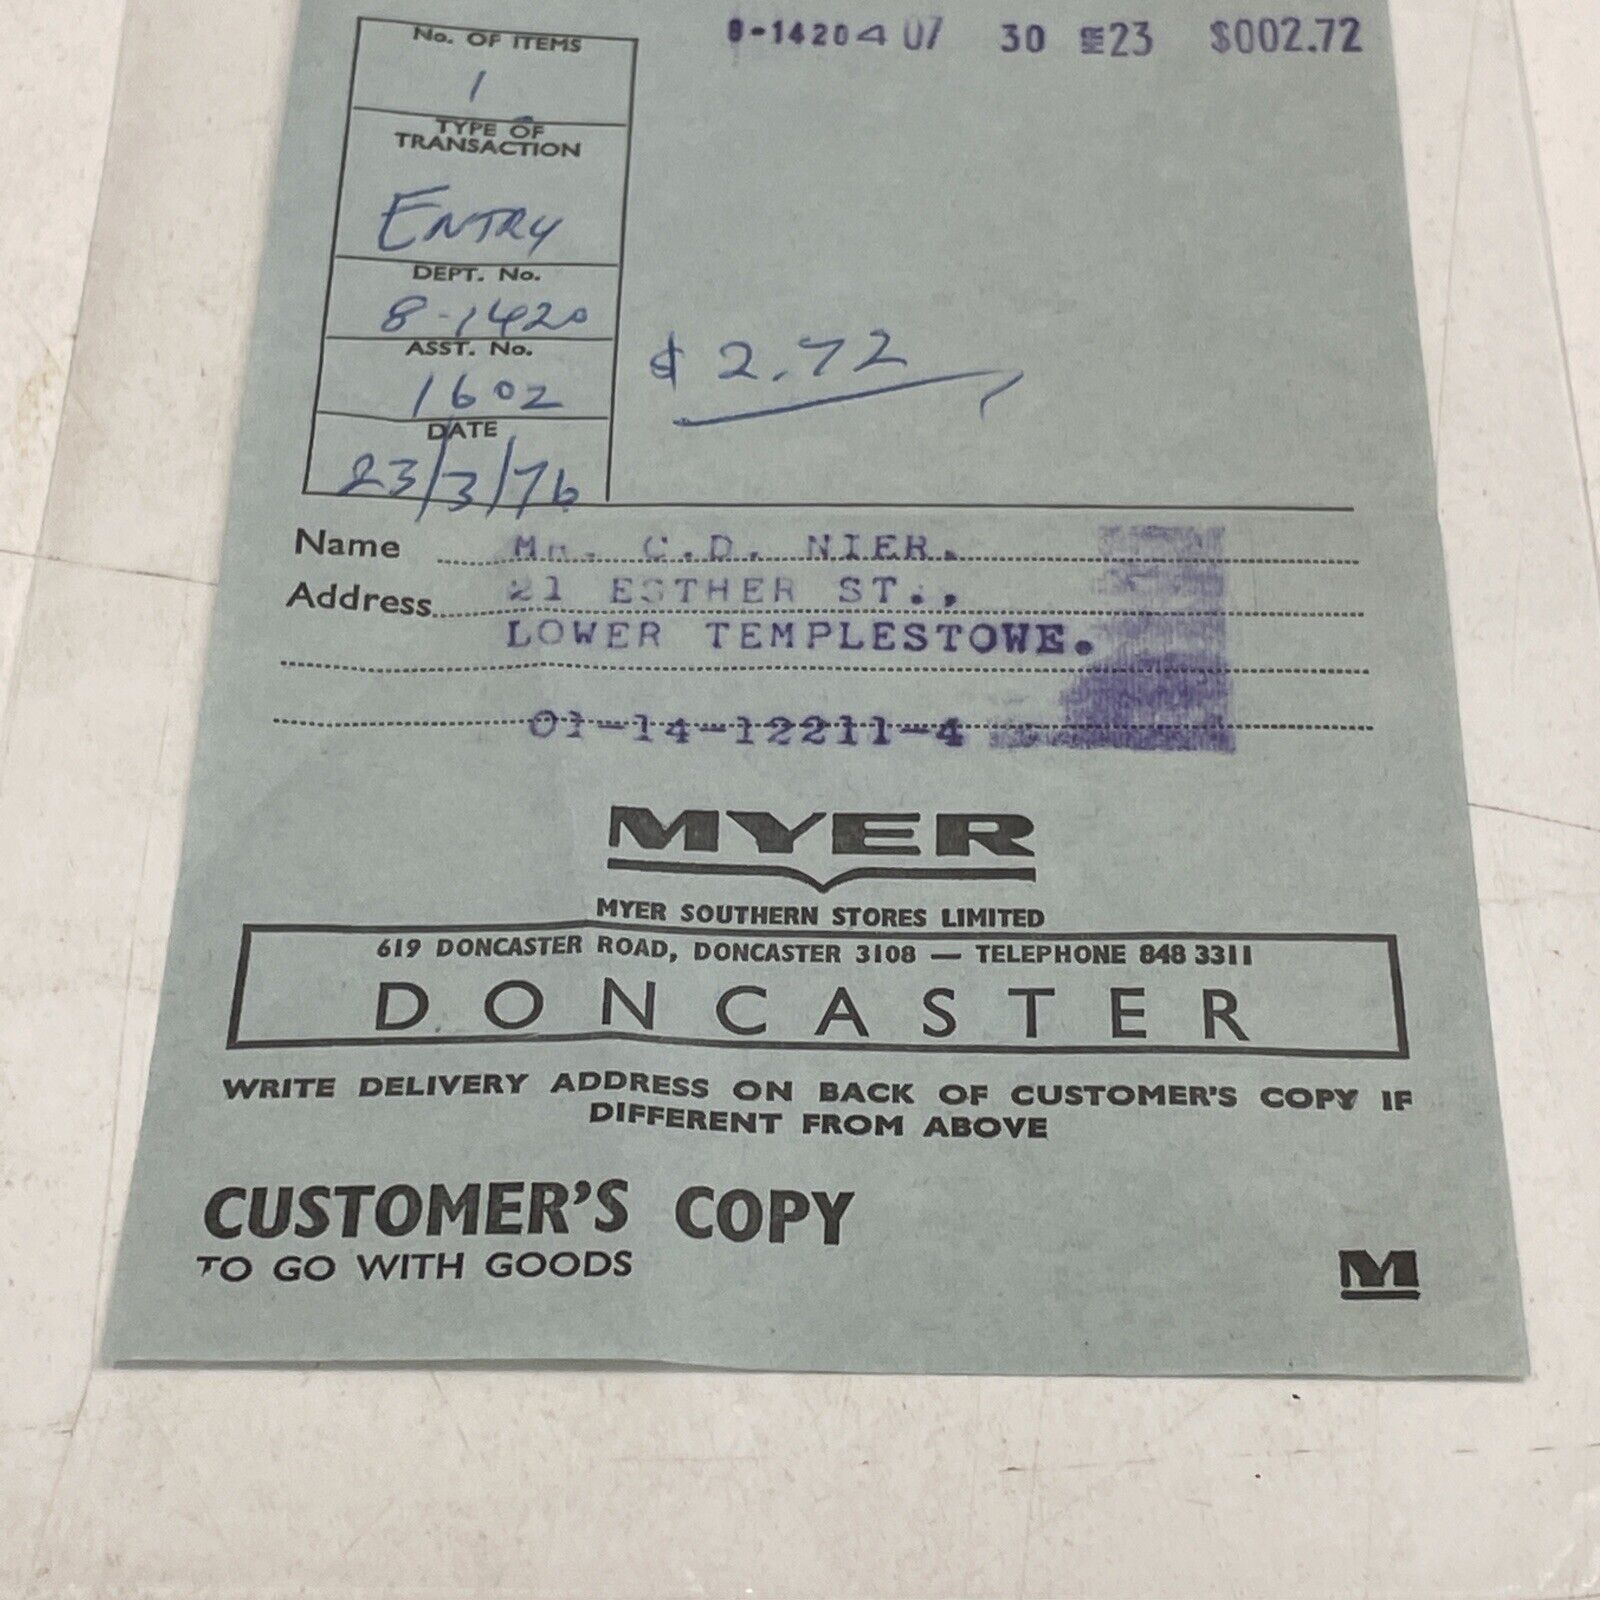 8-1420 4 07 30 MR 23 $002.72
No. OF ITEMS
1
TYPE OF
TRANSACTION
ENTRY
DEPT. No.
8-1420
ASST. No.
1602
$2.72
DATE
23/3/76
Name MR. C.D. NIER.
Address 21 ESTHER ST.,
LOWER TEMPLESTOWE.
01-14-12211-4
MYER
MYER SOUTHERN STORES LIMITED
619 DONCASTER ROAD, DONCASTER 3108 — TELEPHONE 848 3311
DONCASTER
WRITE DELIVERY ADDRESS ON BACK OF CUSTOMER'S COPY IF
DIFFERENT FROM ABOVE
CUSTOMER'S COPY
TO GO WITH GOODS
M